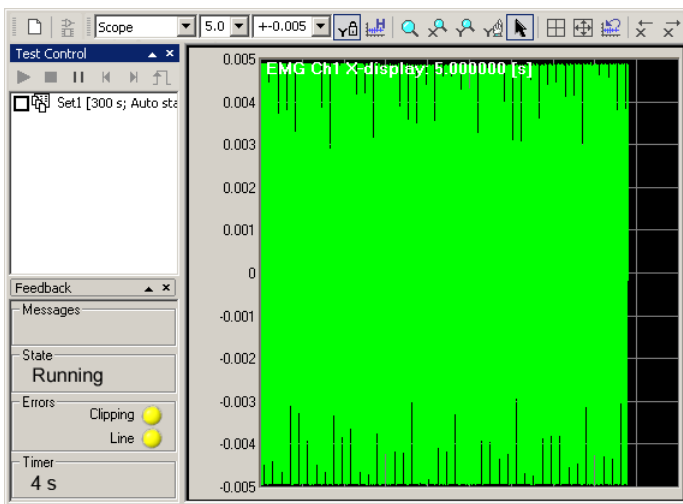 Scope 5.0 +-0.005
Test Control
Set1 [300 s; Auto sta
Feedback
Messages
State
Running
Errors
Clipping
Line
Timer
4 s
EMG Ch1 X-display: 5.000000 [s]
0.005
0.004
0.003
0.002
0.001
0
-0.001
-0.002
-0.003
-0.004
-0.005